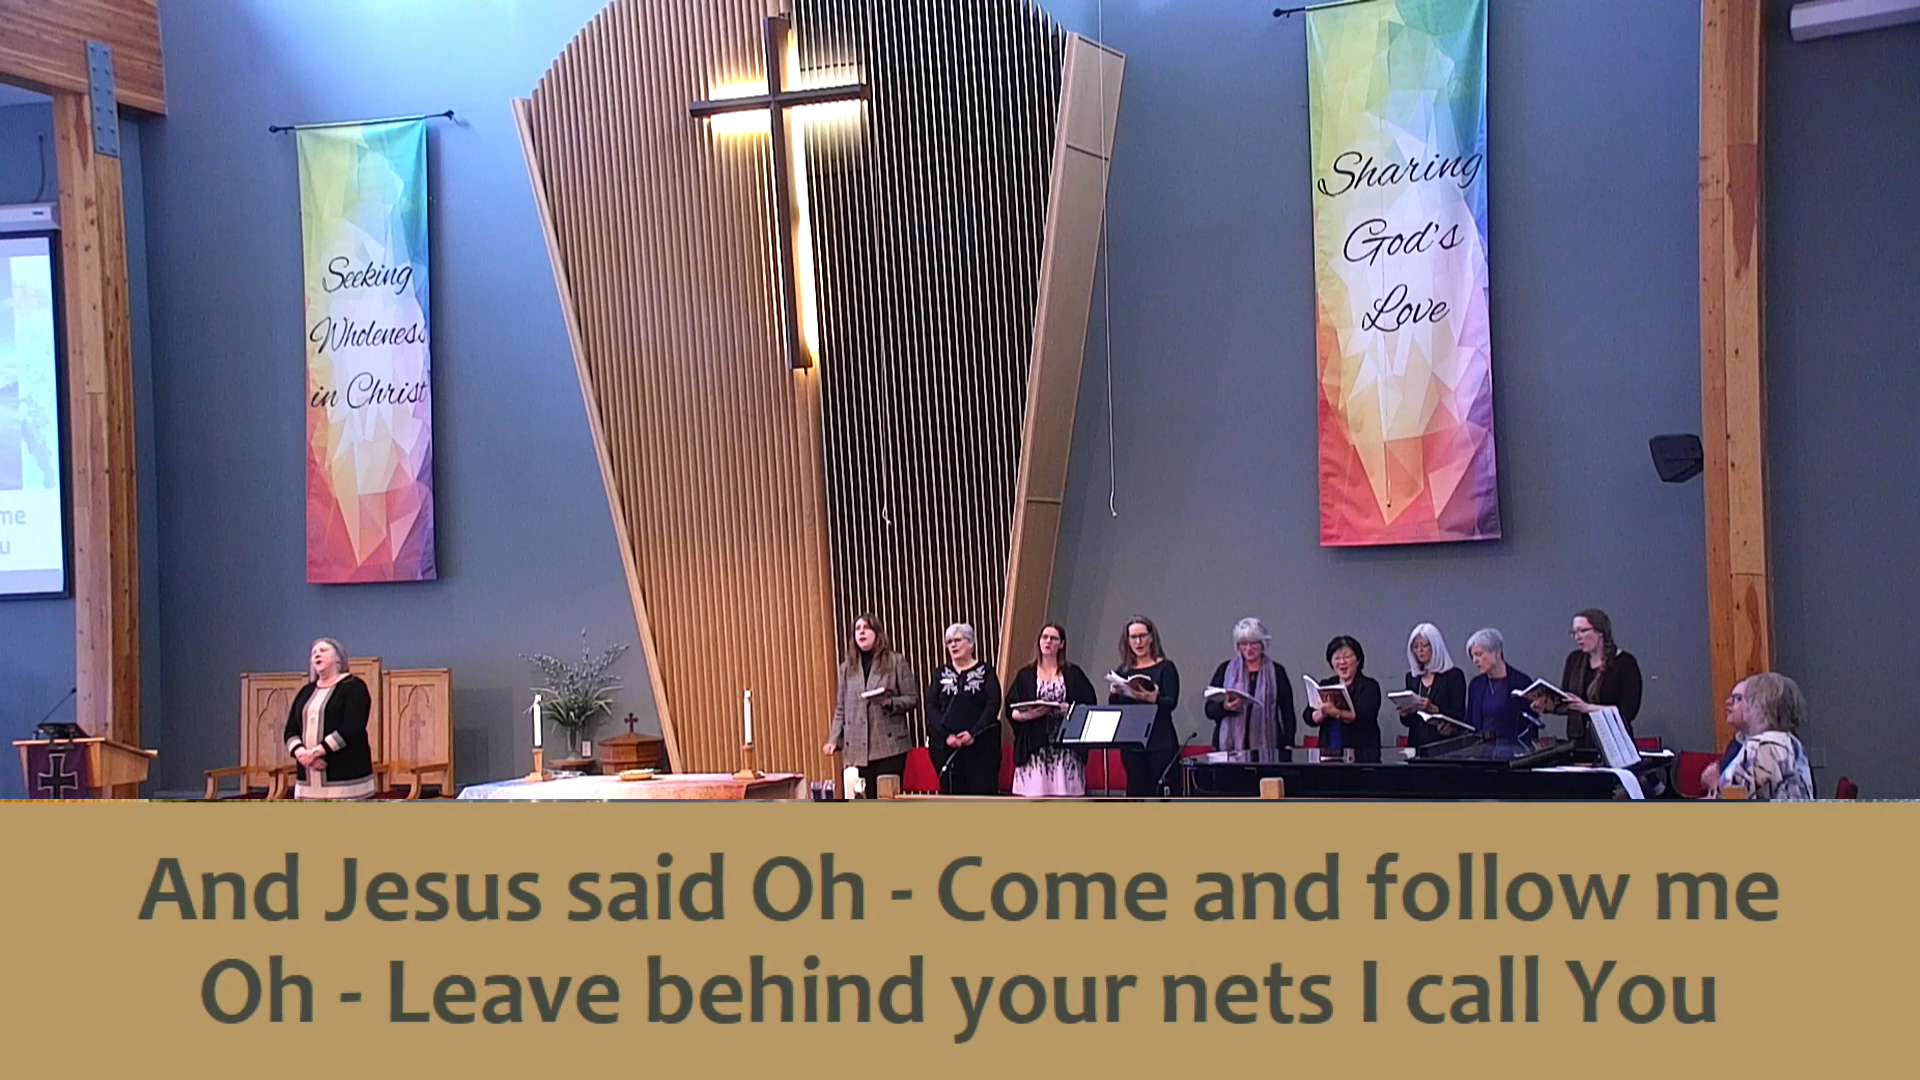 Seeking
Wholeness
in Christ
Sharing
God's
Love
me
u
And Jesus said Oh - Come and follow me
Oh - Leave behind your nets I call You